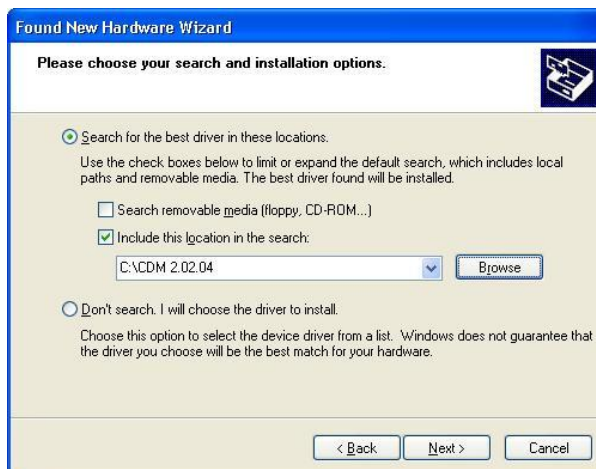 Found New Hardware Wizard
Please choose your search and installation options.
Search for the best driver in these locations.
Use the check boxes below to limit or expand the default search, which includes local
paths and removable media. The best driver found will be installed.
Search removable media (floppy, CD-ROM...)
Include this location in the search:
C:\CDM 2.02.04
Browse
Don't search. I will choose the driver to install.
Choose this option to select the device driver from a list. Windows does not guarantee that
the driver you choose will be the best match for your hardware.
< Back Next > Cancel